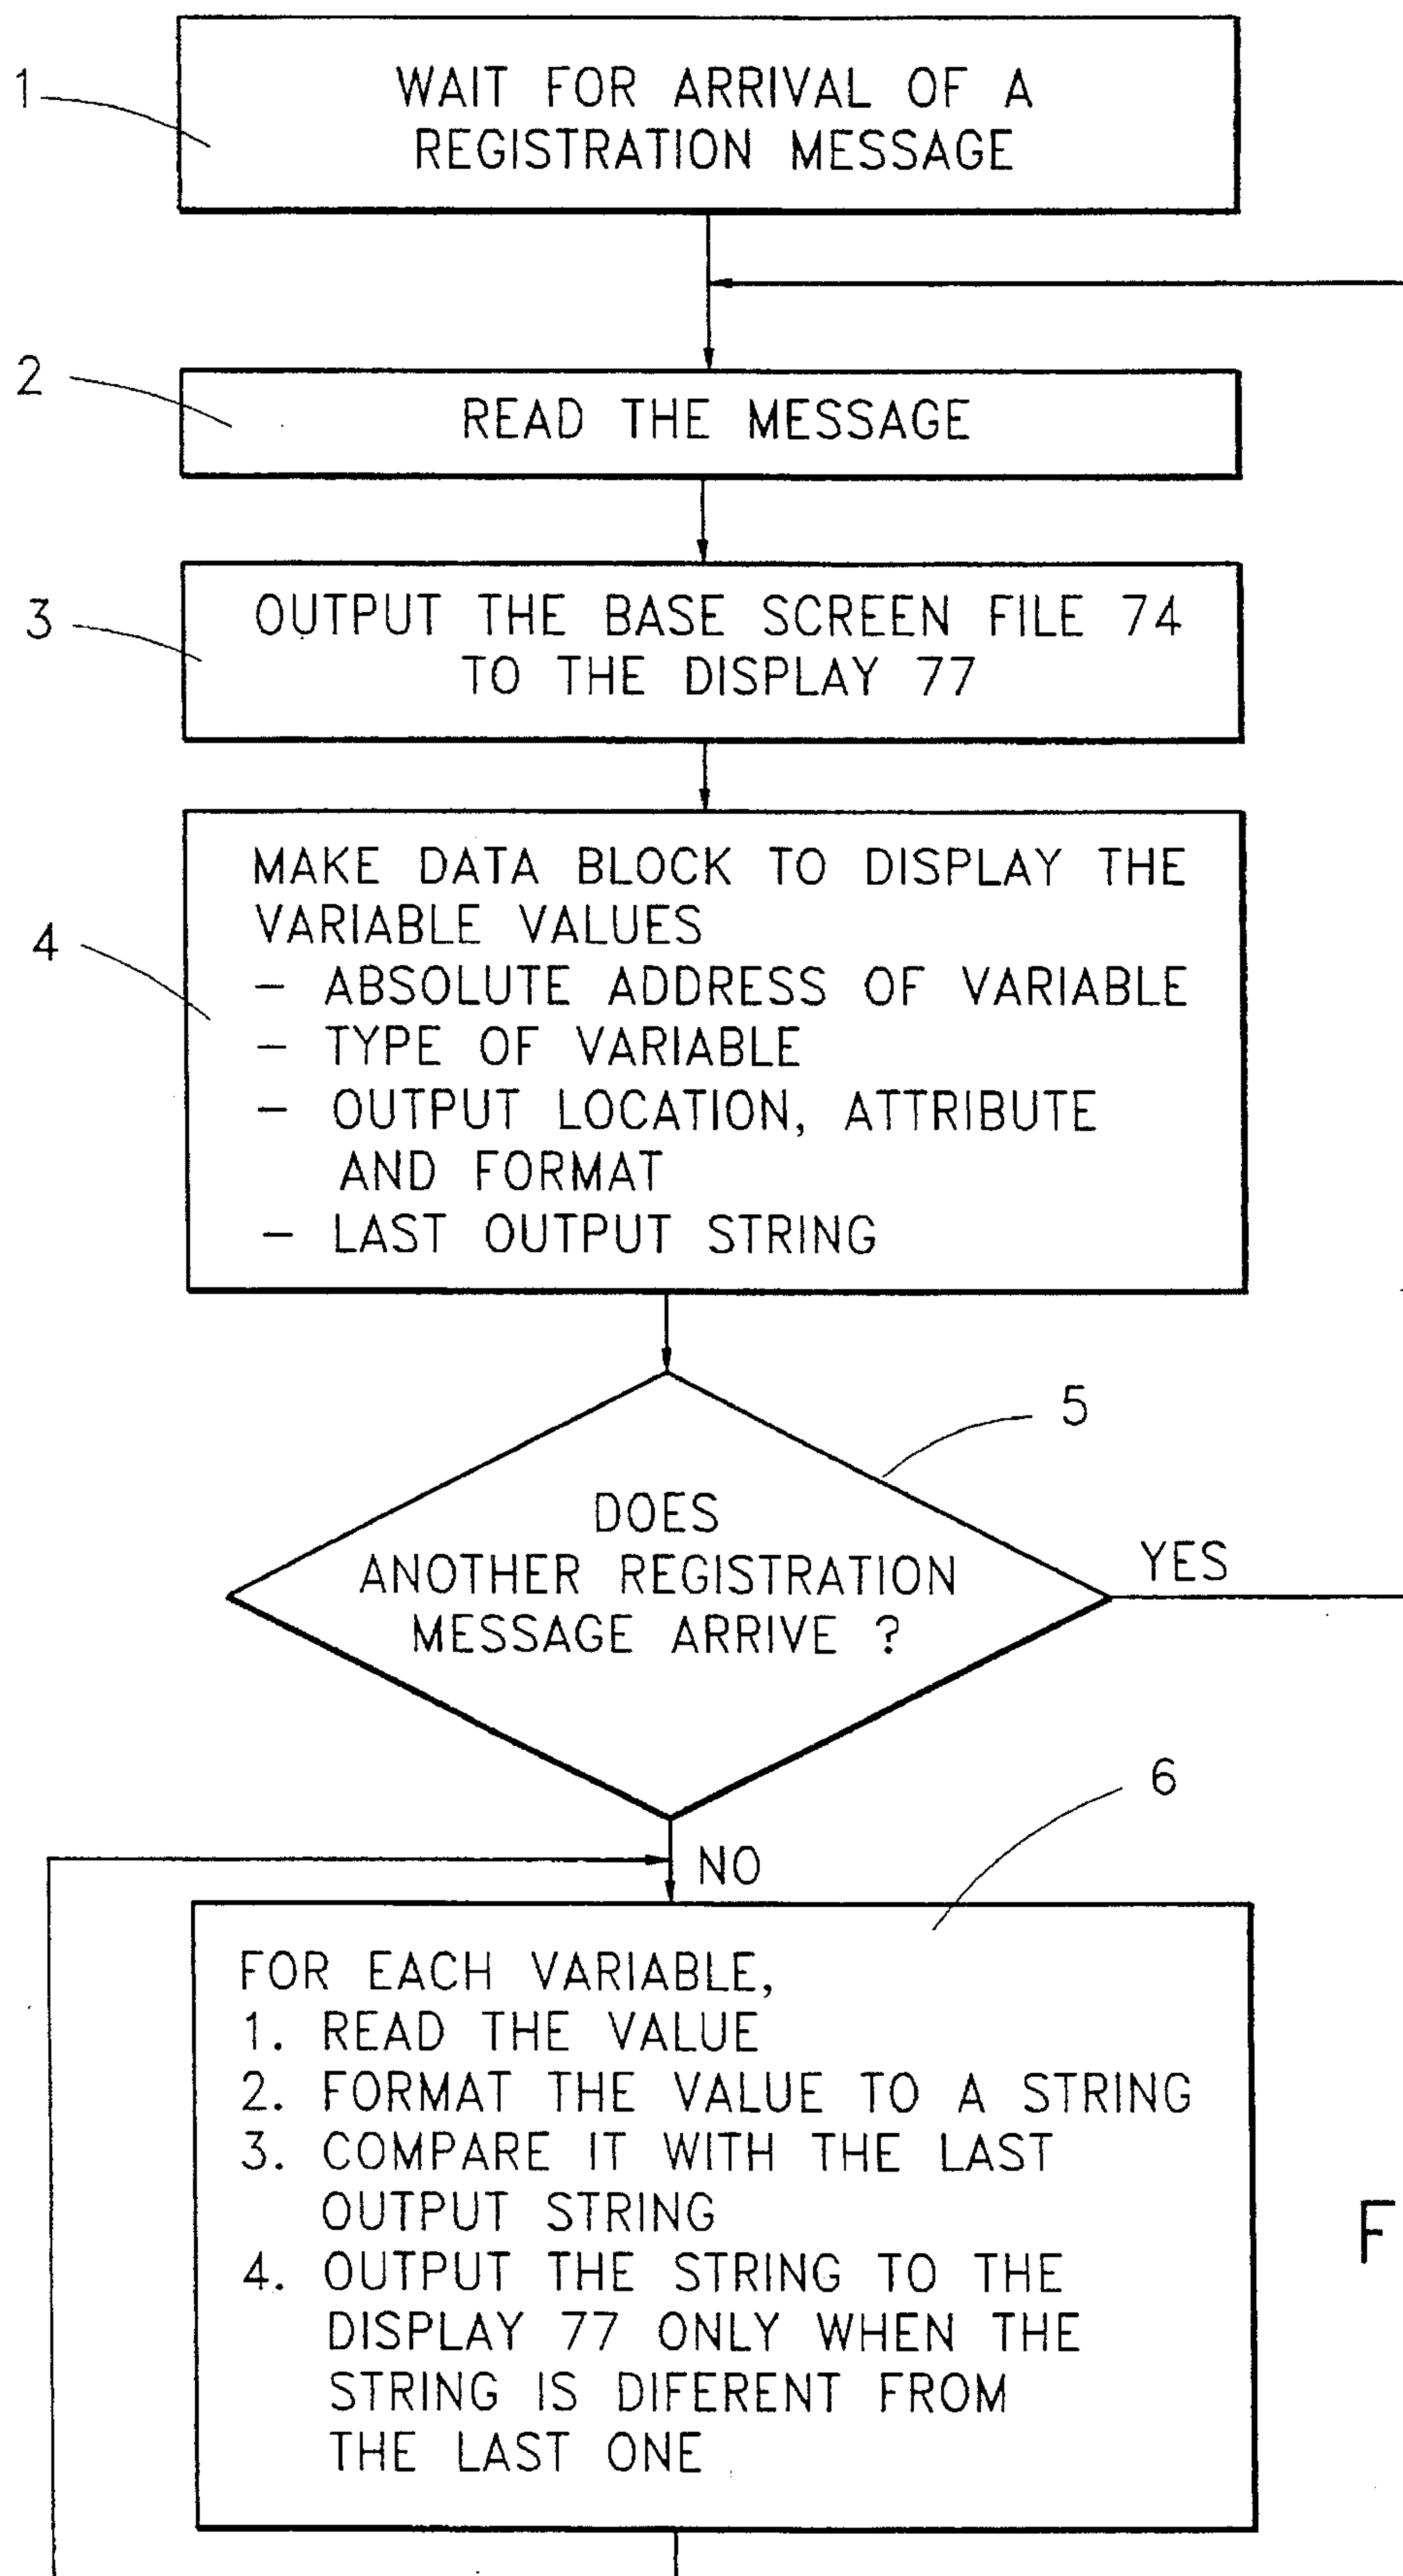 1
WAIT FOR ARRIVAL OF A
REGISTRATION MESSAGE
2
READ THE MESSAGE
3
OUTPUT THE BASE SCREEN FILE 74
TO THE DISPLAY 77
4
MAKE DATA BLOCK TO DISPLAY THE
VARIABLE VALUES
- ABSOLUTE ADDRESS OF VARIABLE
- TYPE OF VARIABLE
- OUTPUT LOCATION, ATTRIBUTE
AND FORMAT
- LAST OUTPUT STRING
5
DOES
ANOTHER REGISTRATION
MESSAGE ARRIVE ?
YES
NO
6
FOR EACH VARIABLE,
1. READ THE VALUE
2. FORMAT THE VALUE TO A STRING
3. COMPARE IT WITH THE LAST
OUTPUT STRING
4. OUTPUT THE STRING TO THE
DISPLAY 77 ONLY WHEN THE
STRING IS DIFERENT FROM
THE LAST ONE
F